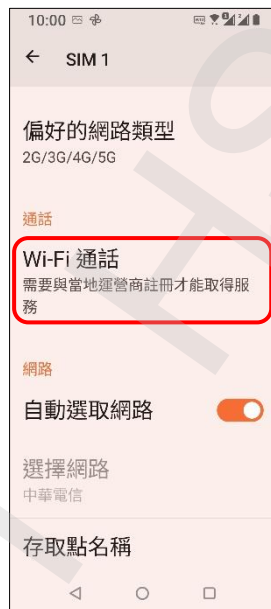 10:00
SIM 1
偏好的網路類型
2G/3G/4G/5G
通話
Wi-Fi 通話
需要與當地運營商註冊才能取得服
務
網路
自動選取網路
選擇網路
中華電信
存取點名稱